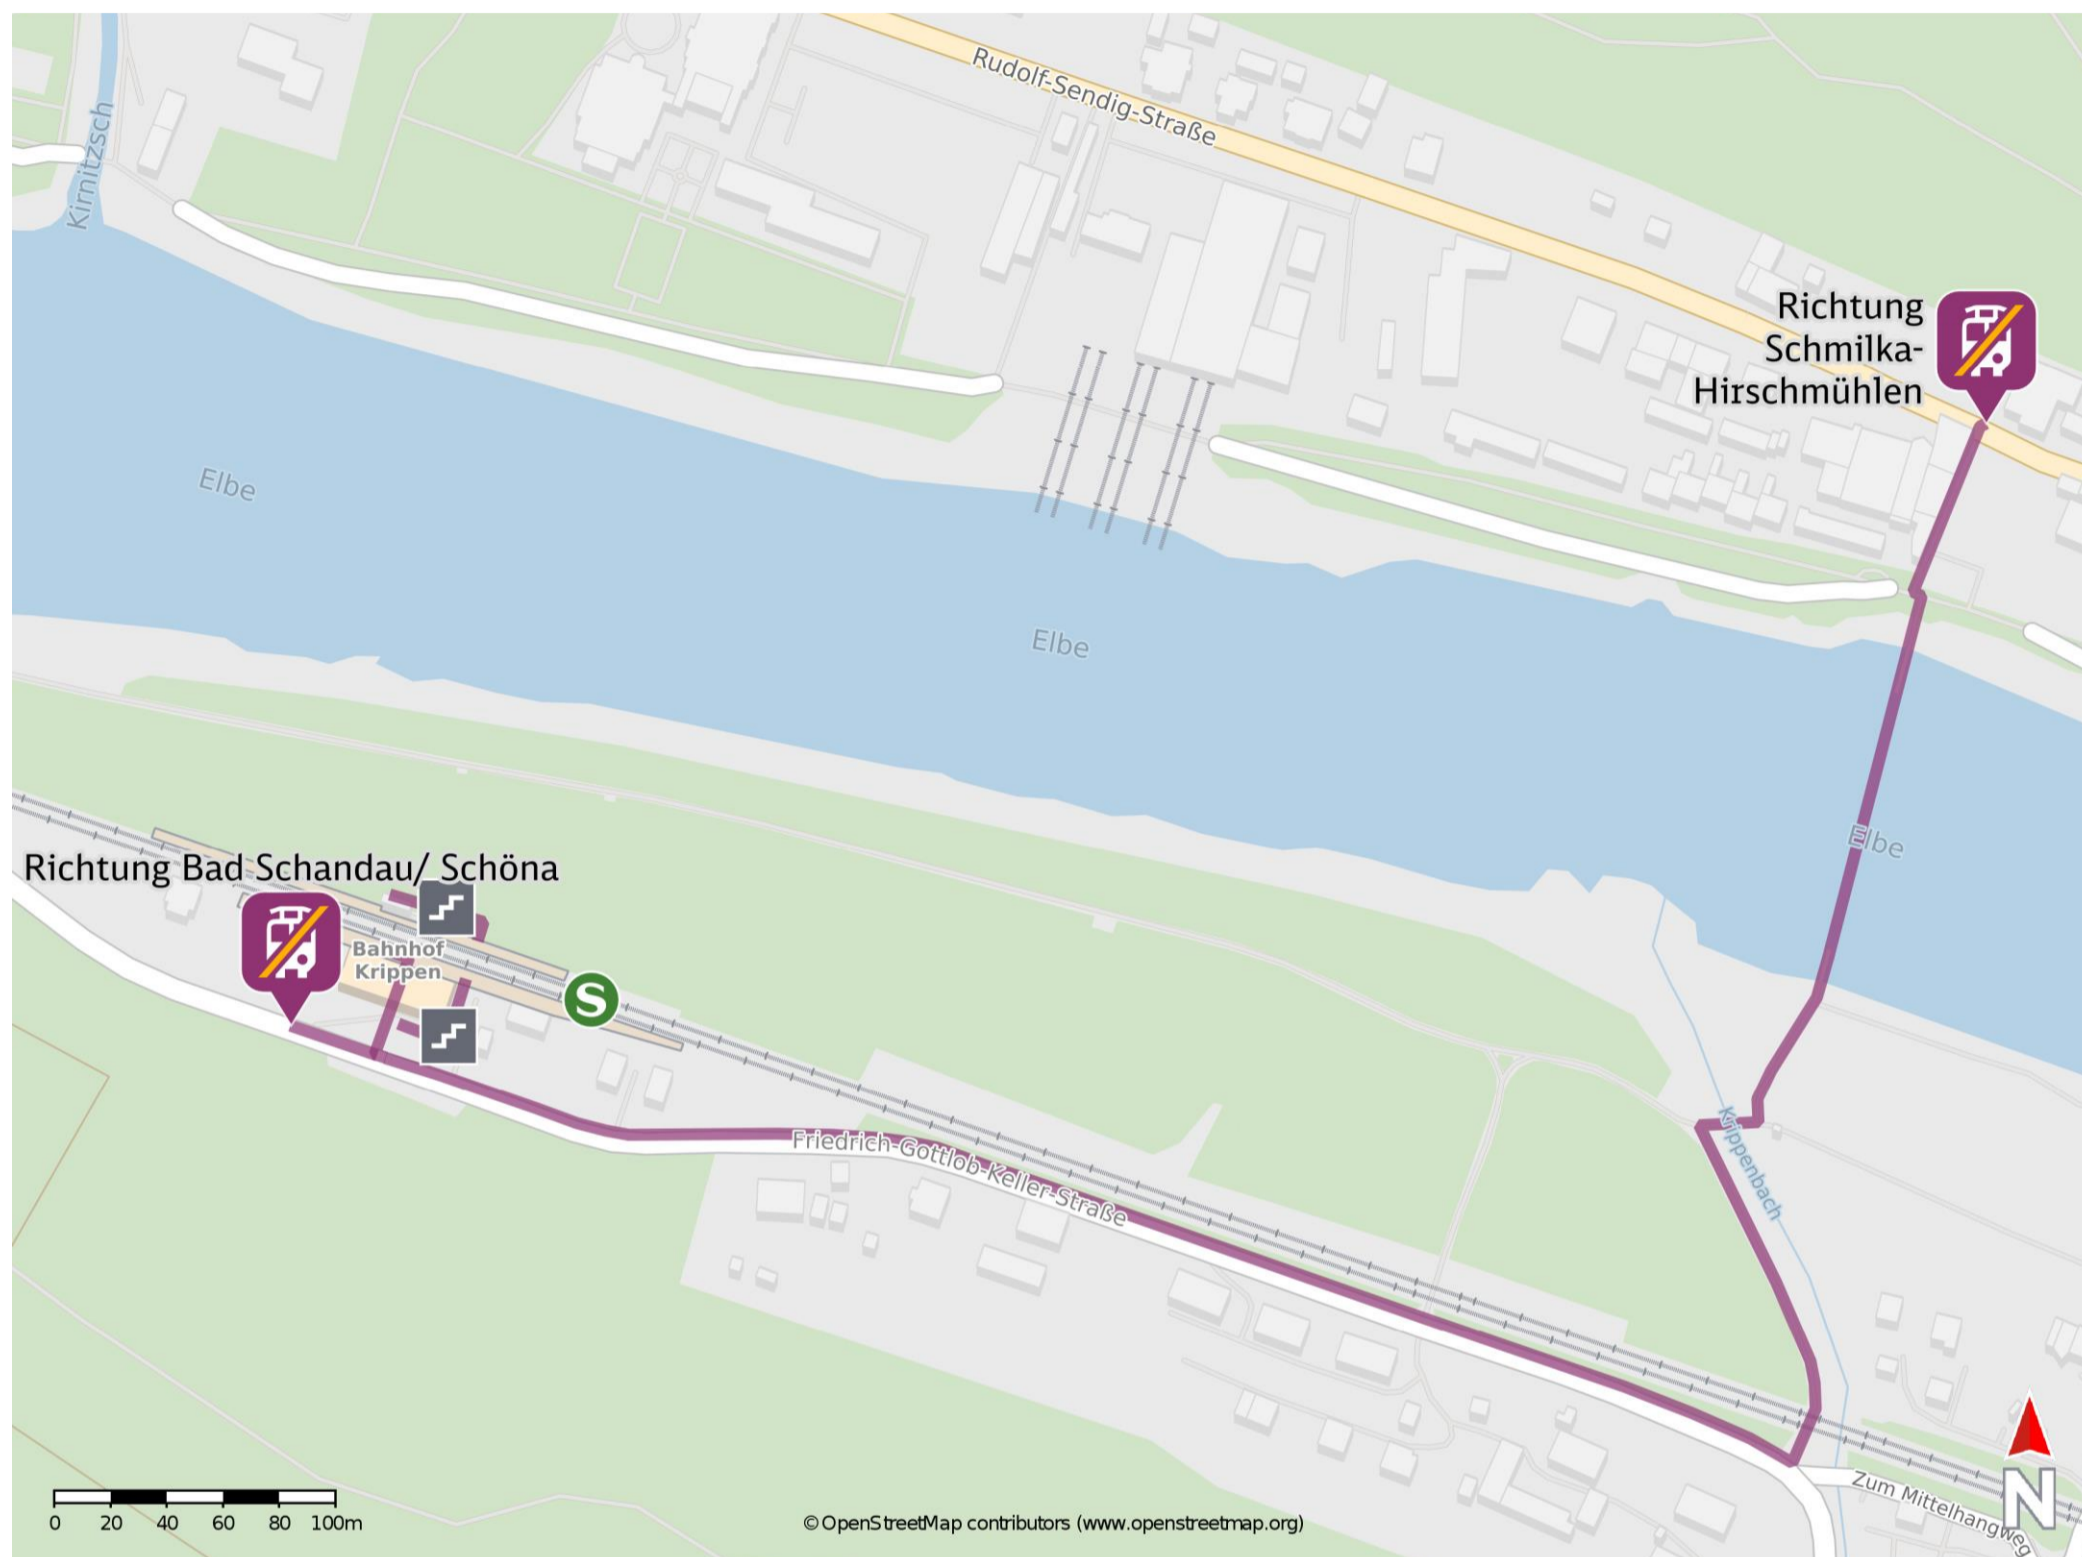 Rudolf-Sendig-Straße
Kirnitzsch
Richtung
Schmilka-
Hirschmühlen
Elbe
Elbe
Elbe
Richtung Bad Schandau/ Schöna
Bahnhof
Krippen
S
Friedrich-Gottlob-Keller-Straße
Krippenbach
Zum Mittelhangweg
N
0 20 40 60 80 100m
© OpenStreetMap contributors (www.openstreetmap.org)